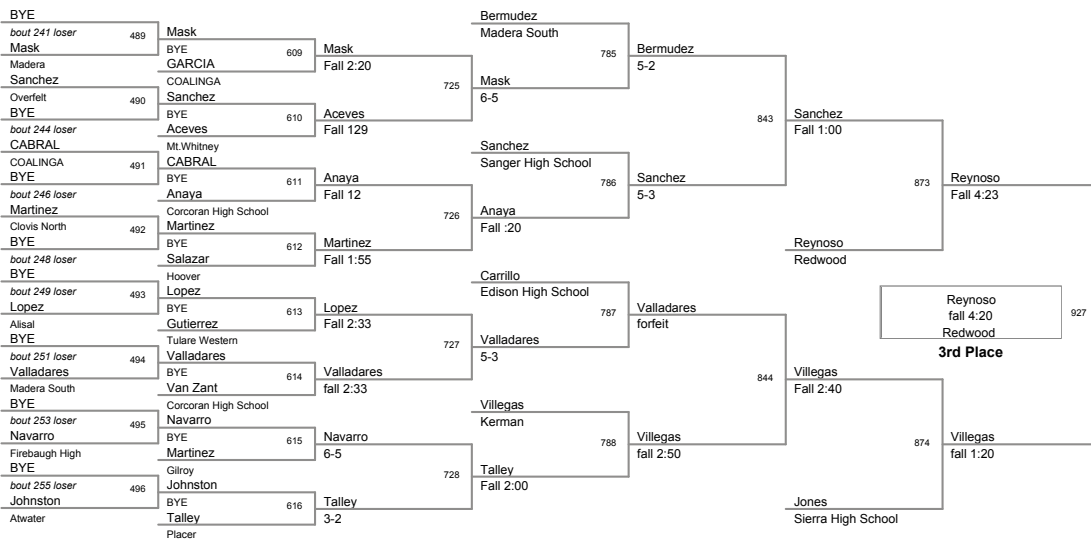 BYE
bout 241 loser
489
Mask
Madera
Sanchez
Overfelt
490
BYE
bout 244 loser
CABRAL
COALINGA
491
BYE
bout 246 loser
Martinez
Clovis North
492
BYE
bout 248 loser
BYE
bout 249 loser
493
Lopez
Alisal
BYE
bout 251 loser
494
Valladares
Madera South
BYE
bout 253 loser
495
Navarro
Firebaugh High
BYE
bout 255 loser
496
Johnston
Atwater
Mask
BYE
609
GARCIA
COALINGA
Sanchez
BYE
610
Aceves
Mt.Whitney
CABRAL
BYE
611
Anaya
Corcoran High School
Martinez
BYE
612
Salazar
Hoover
Lopez
BYE
613
Gutierrez
Tulare Western
Valladares
BYE
614
Van Zant
Corcoran High School
Navarro
BYE
615
Martinez
Gilroy
Johnston
BYE
616
Talley
Placer
Mask
Fall 2:20
725
Aceves
Fall 129
Anaya
Fall 12
726
Martinez
Fall 1:55
Lopez
Fall 2:33
727
Valladares
fall 2:33
Navarro
6-5
728
Talley
3-2
Bermudez
Madera South
785
Mask
6-5
Sanchez
Sanger High School
786
Anaya
Fall :20
Carrillo
Edison High School
787
Valladares
5-3
Villegas
Kerman
788
Talley
Fall 2:00
Bermudez
5-2
843
Sanchez
5-3
Valladares
forfeit
844
Villegas
fall 2:50
Sanchez
Fall 1:00
873
Reynoso
Redwood
Villegas
Fall 2:40
874
Jones
Sierra High School
Reynoso
Fall 4:23
Reynoso
fall 4:20
Redwood
927
3rd Place
Villegas
fall 1:20